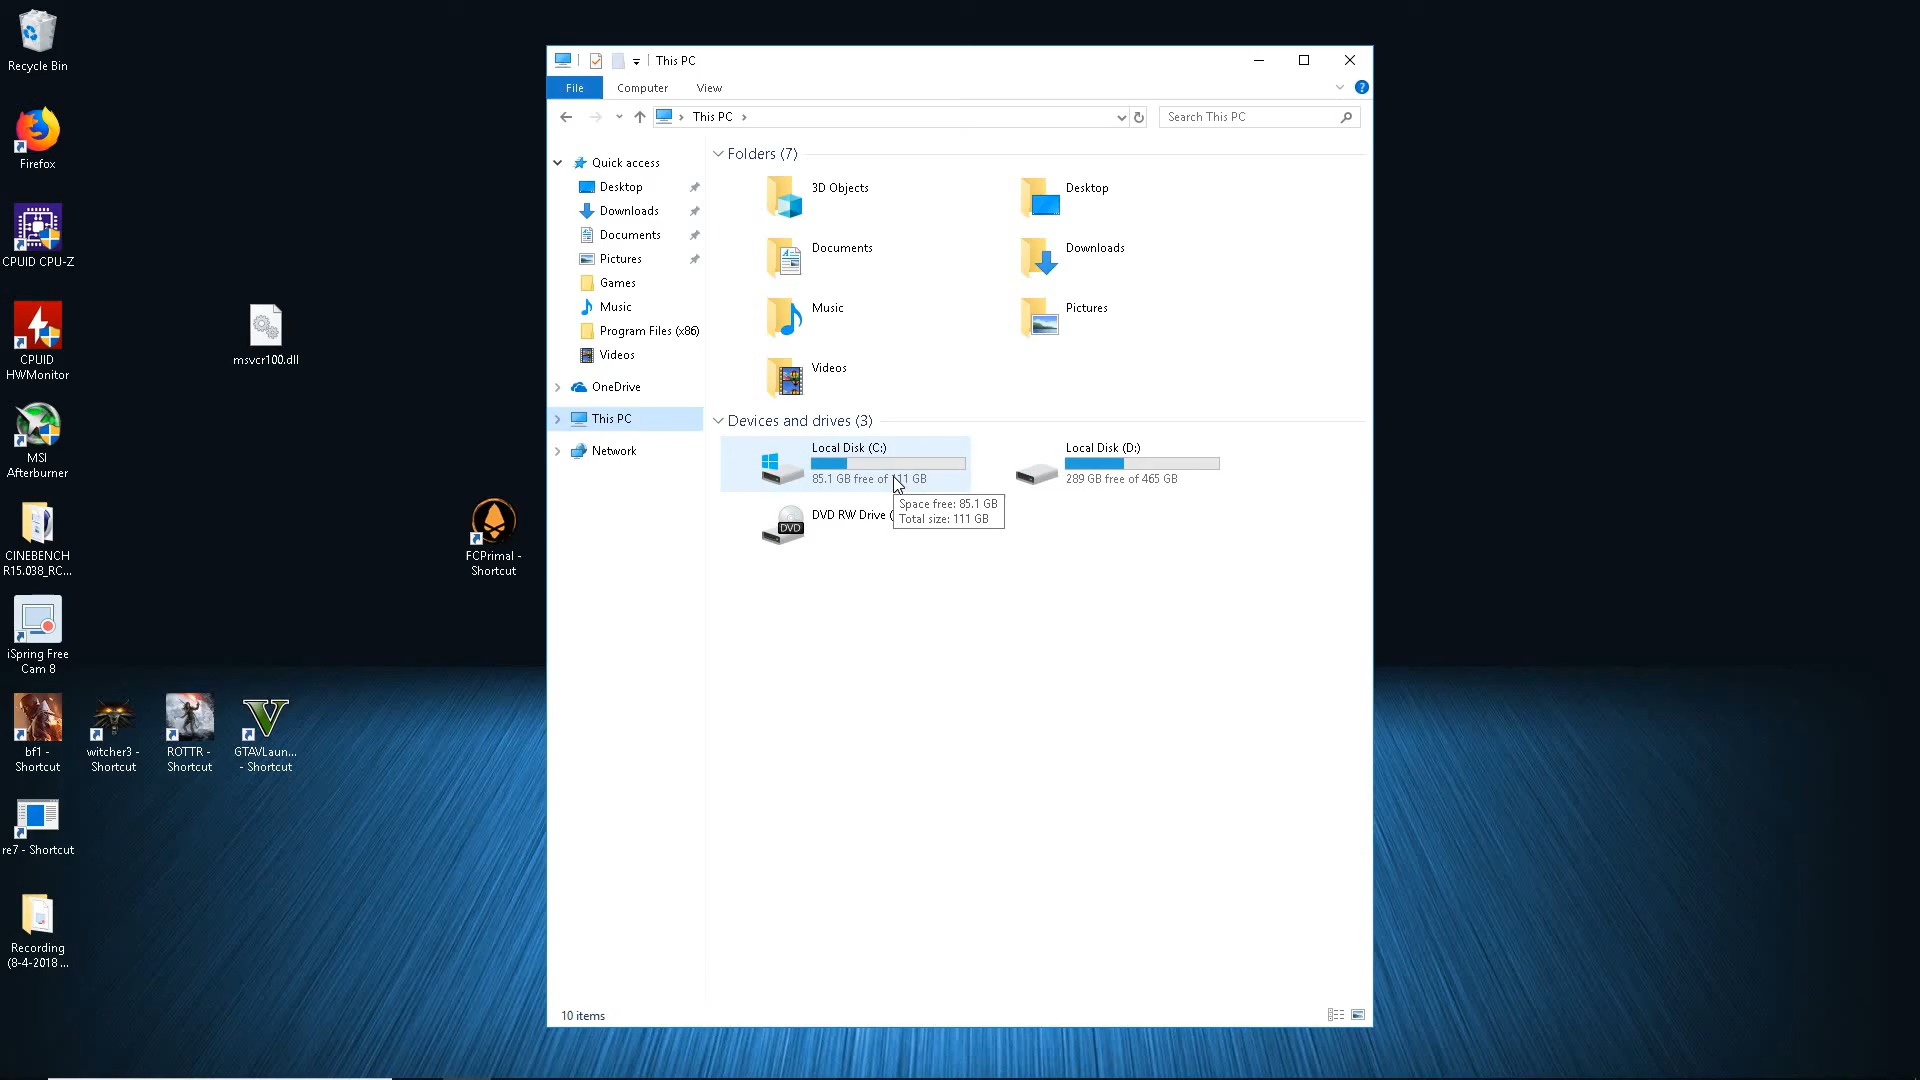 Recycle Bin
Firefox
CPUID CPU-Z
CPUID
HWMonitor
MSI
Afterburner
CINEBENCH
R15.038_RC...
iSpring Free
Cam 8
bf1 -
Shortcut
witcher3 -
Shortcut
ROTTR -
Shortcut
GTAVLaun...
- Shortcut
re7 - Shortcut
Recording
(8-4-2018 ...
msvcr100.dll
FCPrimal -
Shortcut
This PC
File Computer View
This PC
Search This PC
Quick access
Desktop
Downloads
Documents
Pictures
Games
Music
Program Files (x86)
Videos
OneDrive
This PC
Network
Folders (7)
3D Objects
Desktop
Documents
Downloads
Music
Pictures
Videos
Devices and drives (3)
Local Disk (C:)
85.1 GB free of 111 GB
Local Disk (D:)
289 GB free of 465 GB
DVD
DVD RW Drive (
Space free: 85.1 GB
Total size: 111 GB
10 items